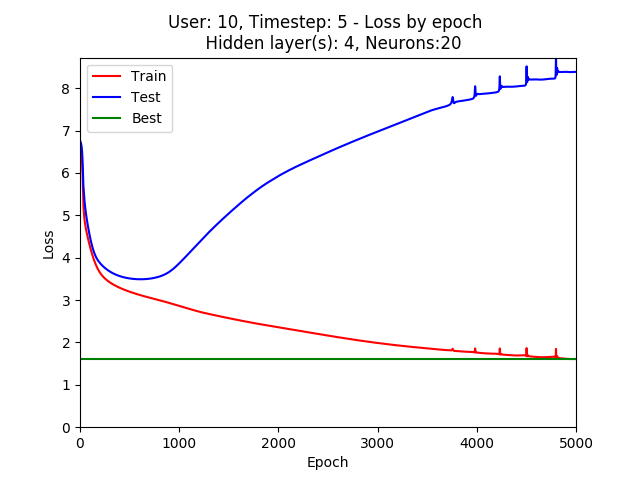 User: 10, Timestep: 5 - Loss by epoch
Hidden layer(s): 4, Neurons:20
Train
Test
Best
8
7
6
5
4
3
2
1
0
Loss
0 1000 2000 3000 4000 5000
Epoch